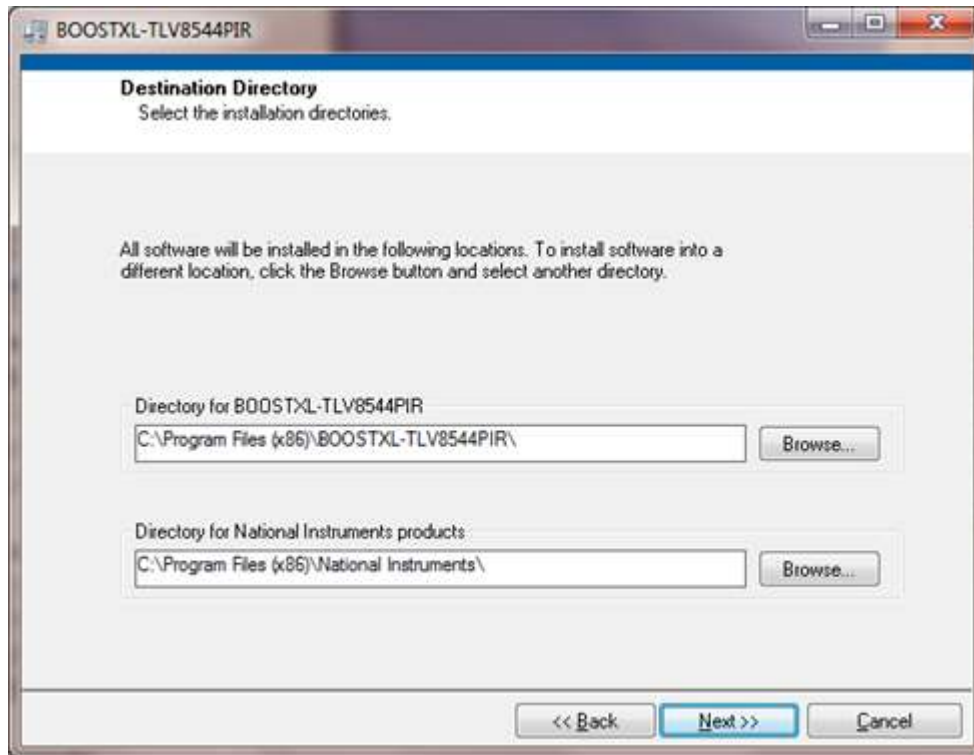 BOOSTXL-TLV8544PIR
Destination Directory
Select the installation directories.
All software will be installed in the following locations. To install software into a
different location, click the Browse button and select another directory.
Directory for BOOSTXL-TLV8544PIR
C:\Program Files (x86)\BOOSTXL-TLV8544PIR\
Browse...
Directory for National Instruments products
C:\Program Files (x86)\National Instruments\
Browse...
<< Back Next >> Cancel